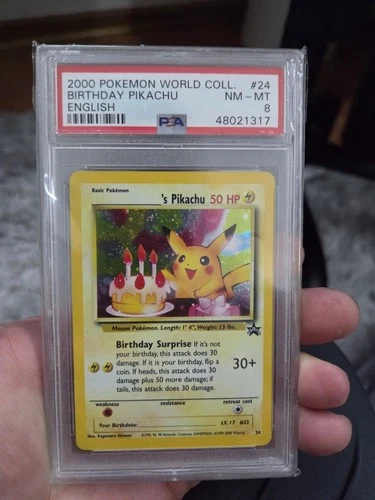 2000 POKEMON WORLD COLL. #24
BIRTHDAY PIKACHU NM - MT
ENGLISH 8
PSA 48021317
Basic Pokémon
's Pikachu 50 HP
Mouse Pokémon. Length: 1' 4", Weight: 13 lbs.
Birthday Surprise If it's not
your birthday, this attack does 30
damage. If it is your birthday, flip a
coin. If heads, this attack does 30
damage plus 50 more damage; if
tails, this attack does 30 damage.
30+
weakness resistance retreat cost
Your Birthdate:
LV. 17 #25
24